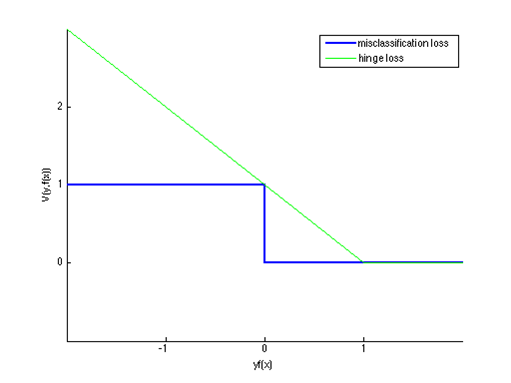 misclassification loss
hinge loss
2
1
0
V(y,f(x))
-1 0 1
yf(x)